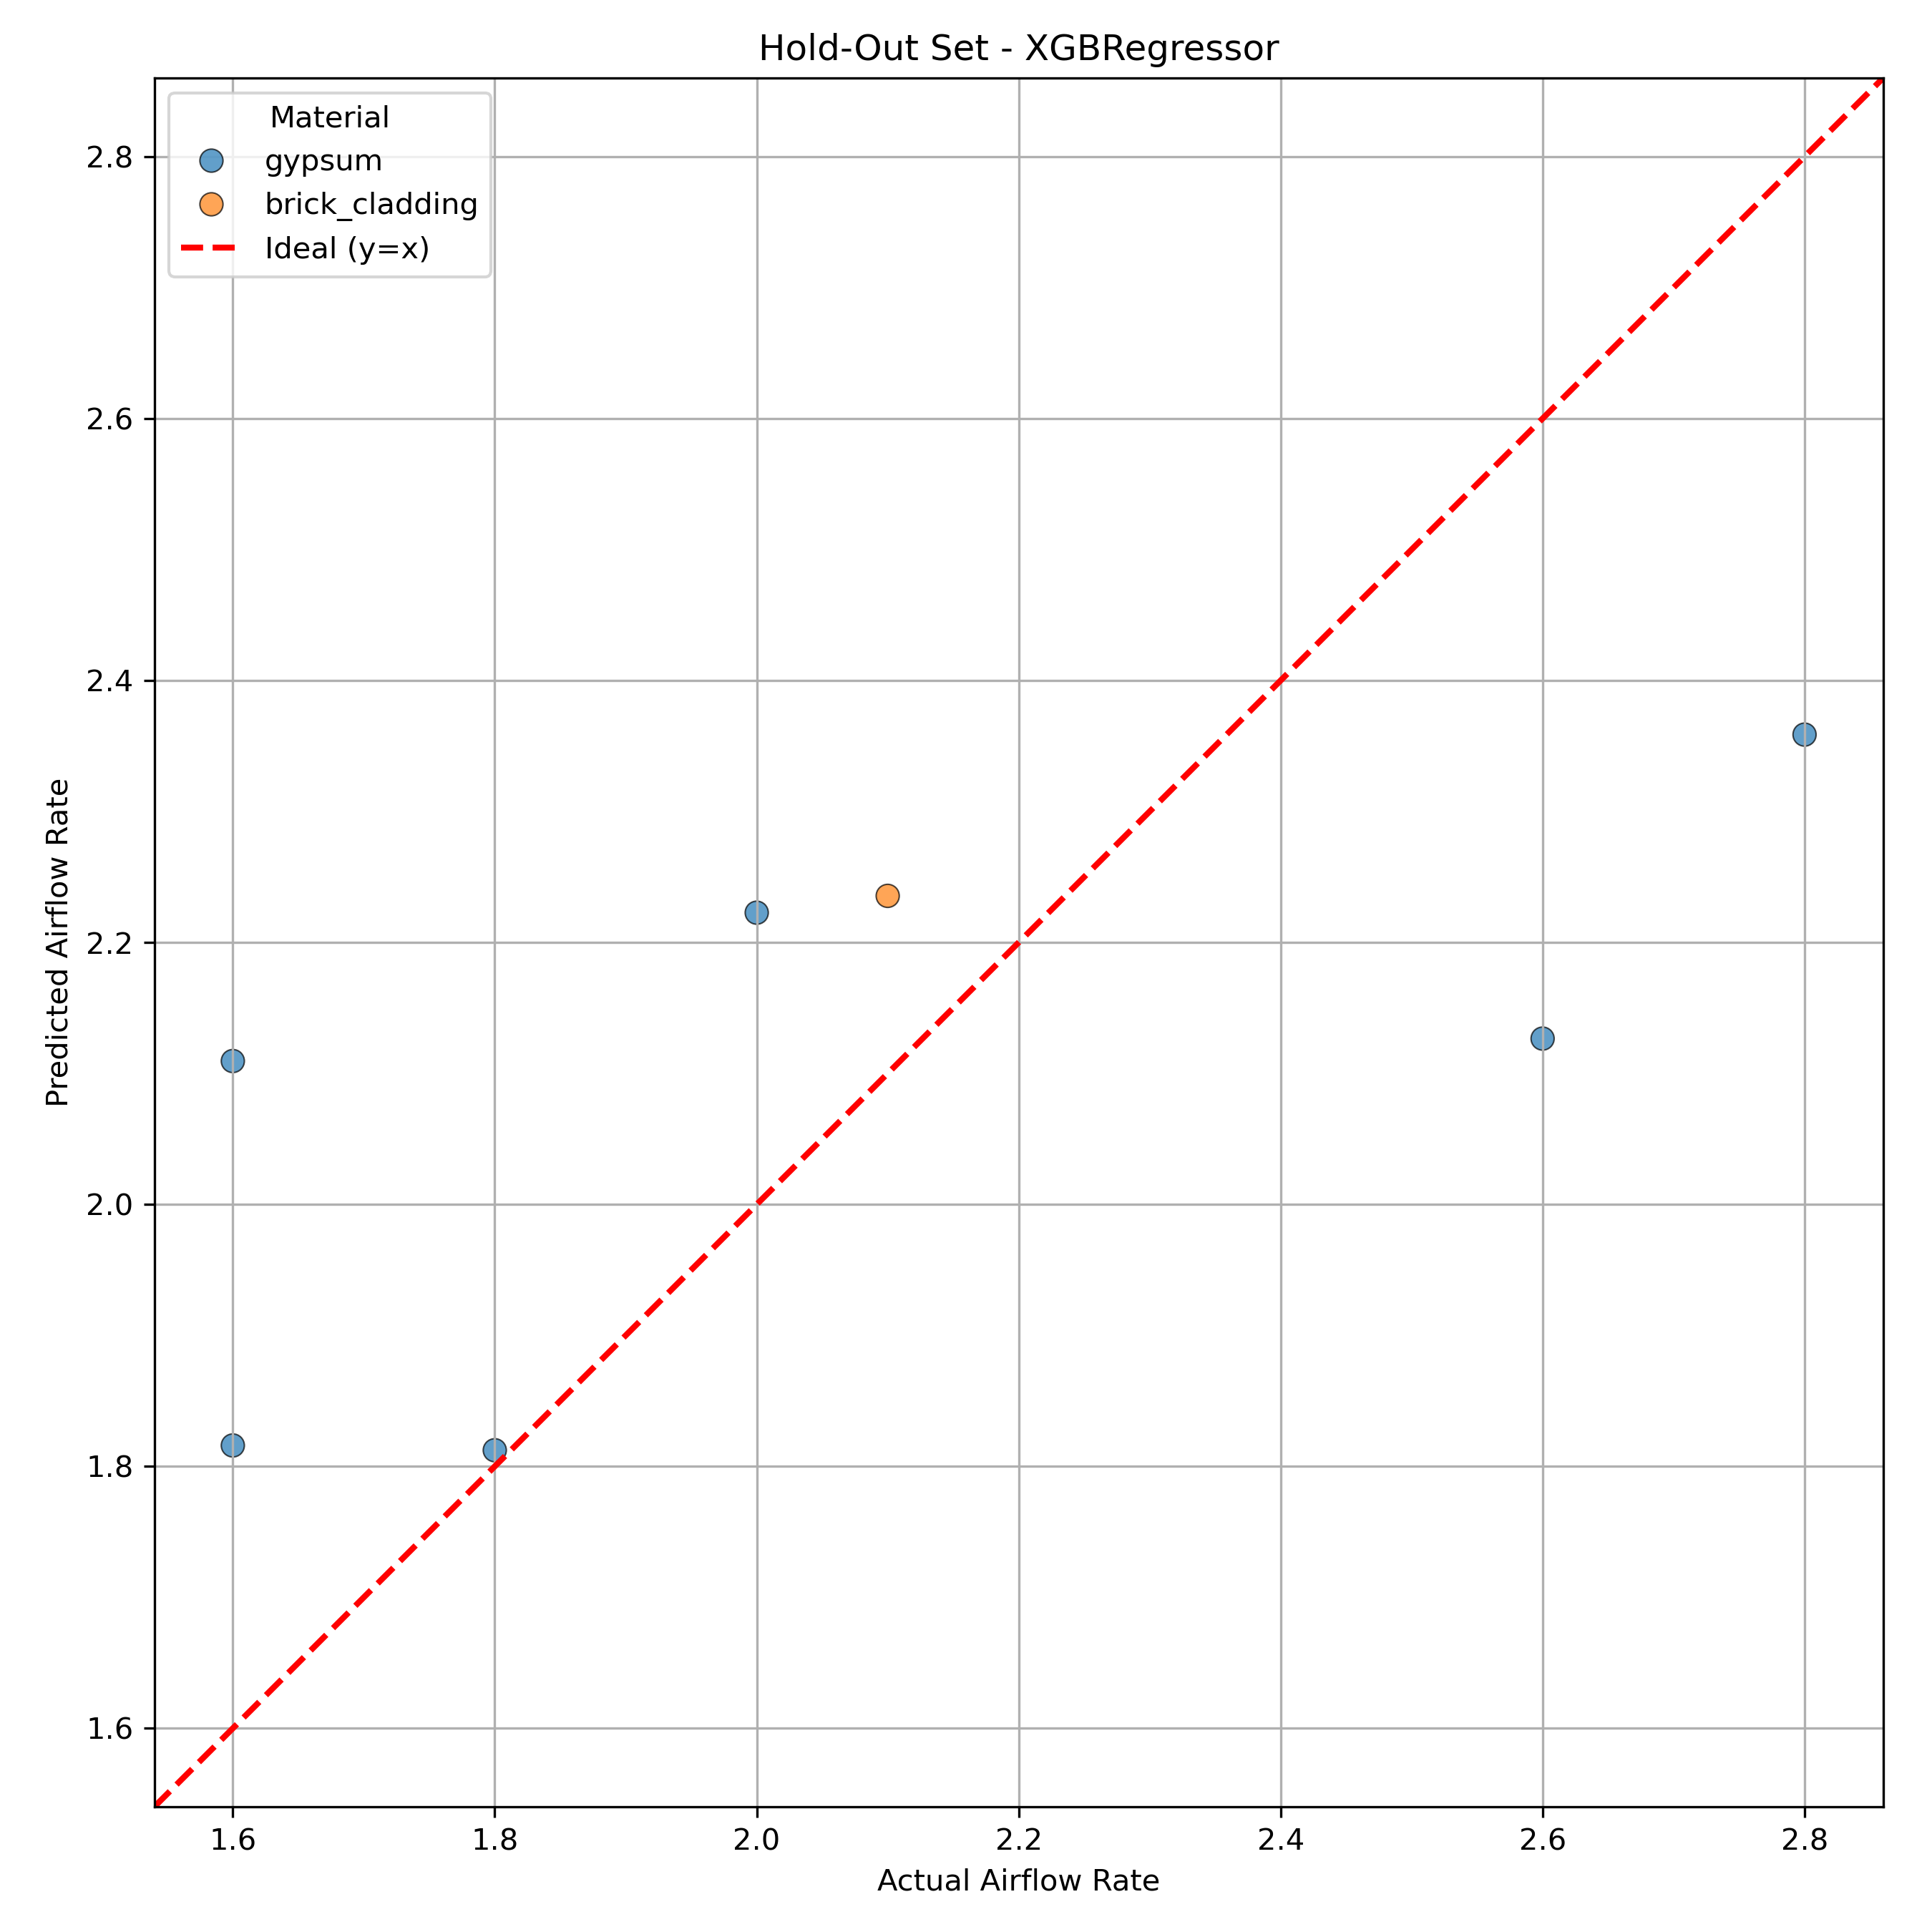 Hold-Out Set - XGBRegressor
Material
gypsum
brick_cladding
Ideal (y=x)
2.8
2.6
2.4
2.2
2.0
1.8
1.6
Predicted Airflow Rate
1.6 1.8 2.0 2.2 2.4 2.6 2.8
Actual Airflow Rate